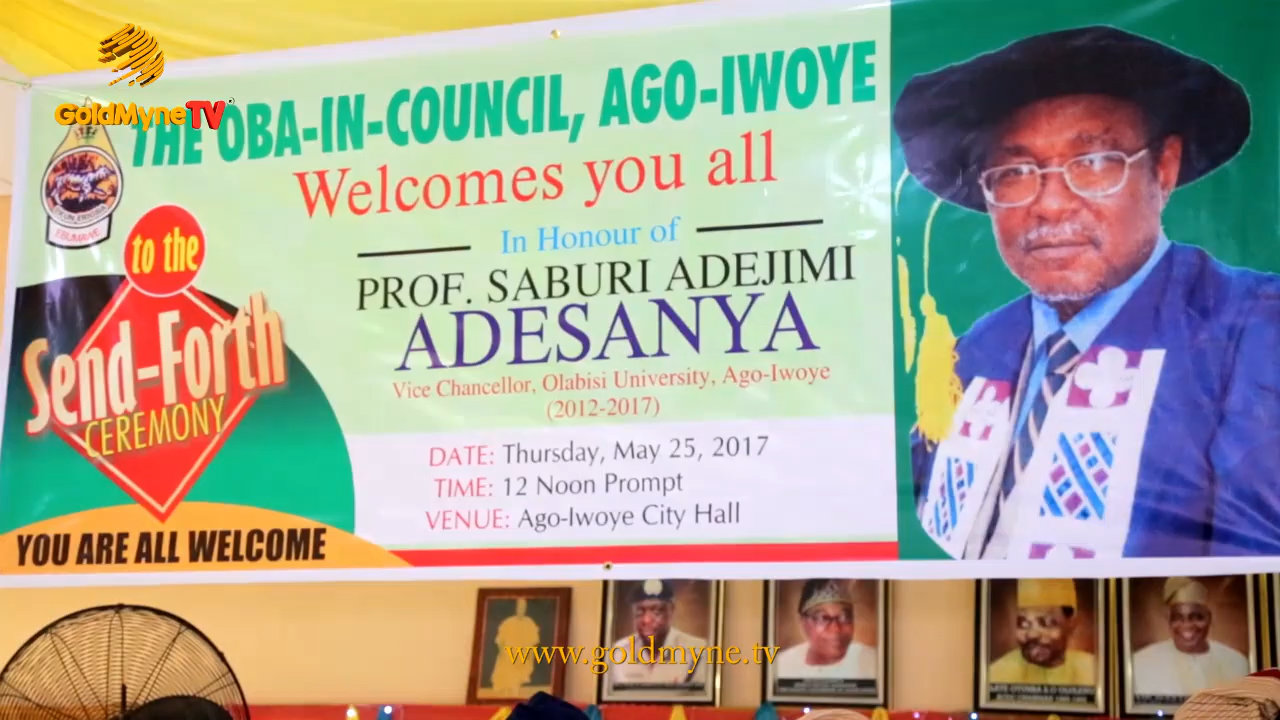 GOLDMYNETV
THE OBA-IN-COUNCIL, AGO-IWOYE
Welcomes you all
to the
Send-Forth
CEREMONY
In Honour of
PROF. SABURI ADEJIMI
ADESANYA
Vice Chancellor, Olabisi University, Ago-Iwoye
(2012-2017)
DATE: Thursday, May 25, 2017
TIME: 12 Noon Prompt
VENUE: Ago-Iwoye City Hall
YOU ARE ALL WELCOME
www.goldmyne.tv